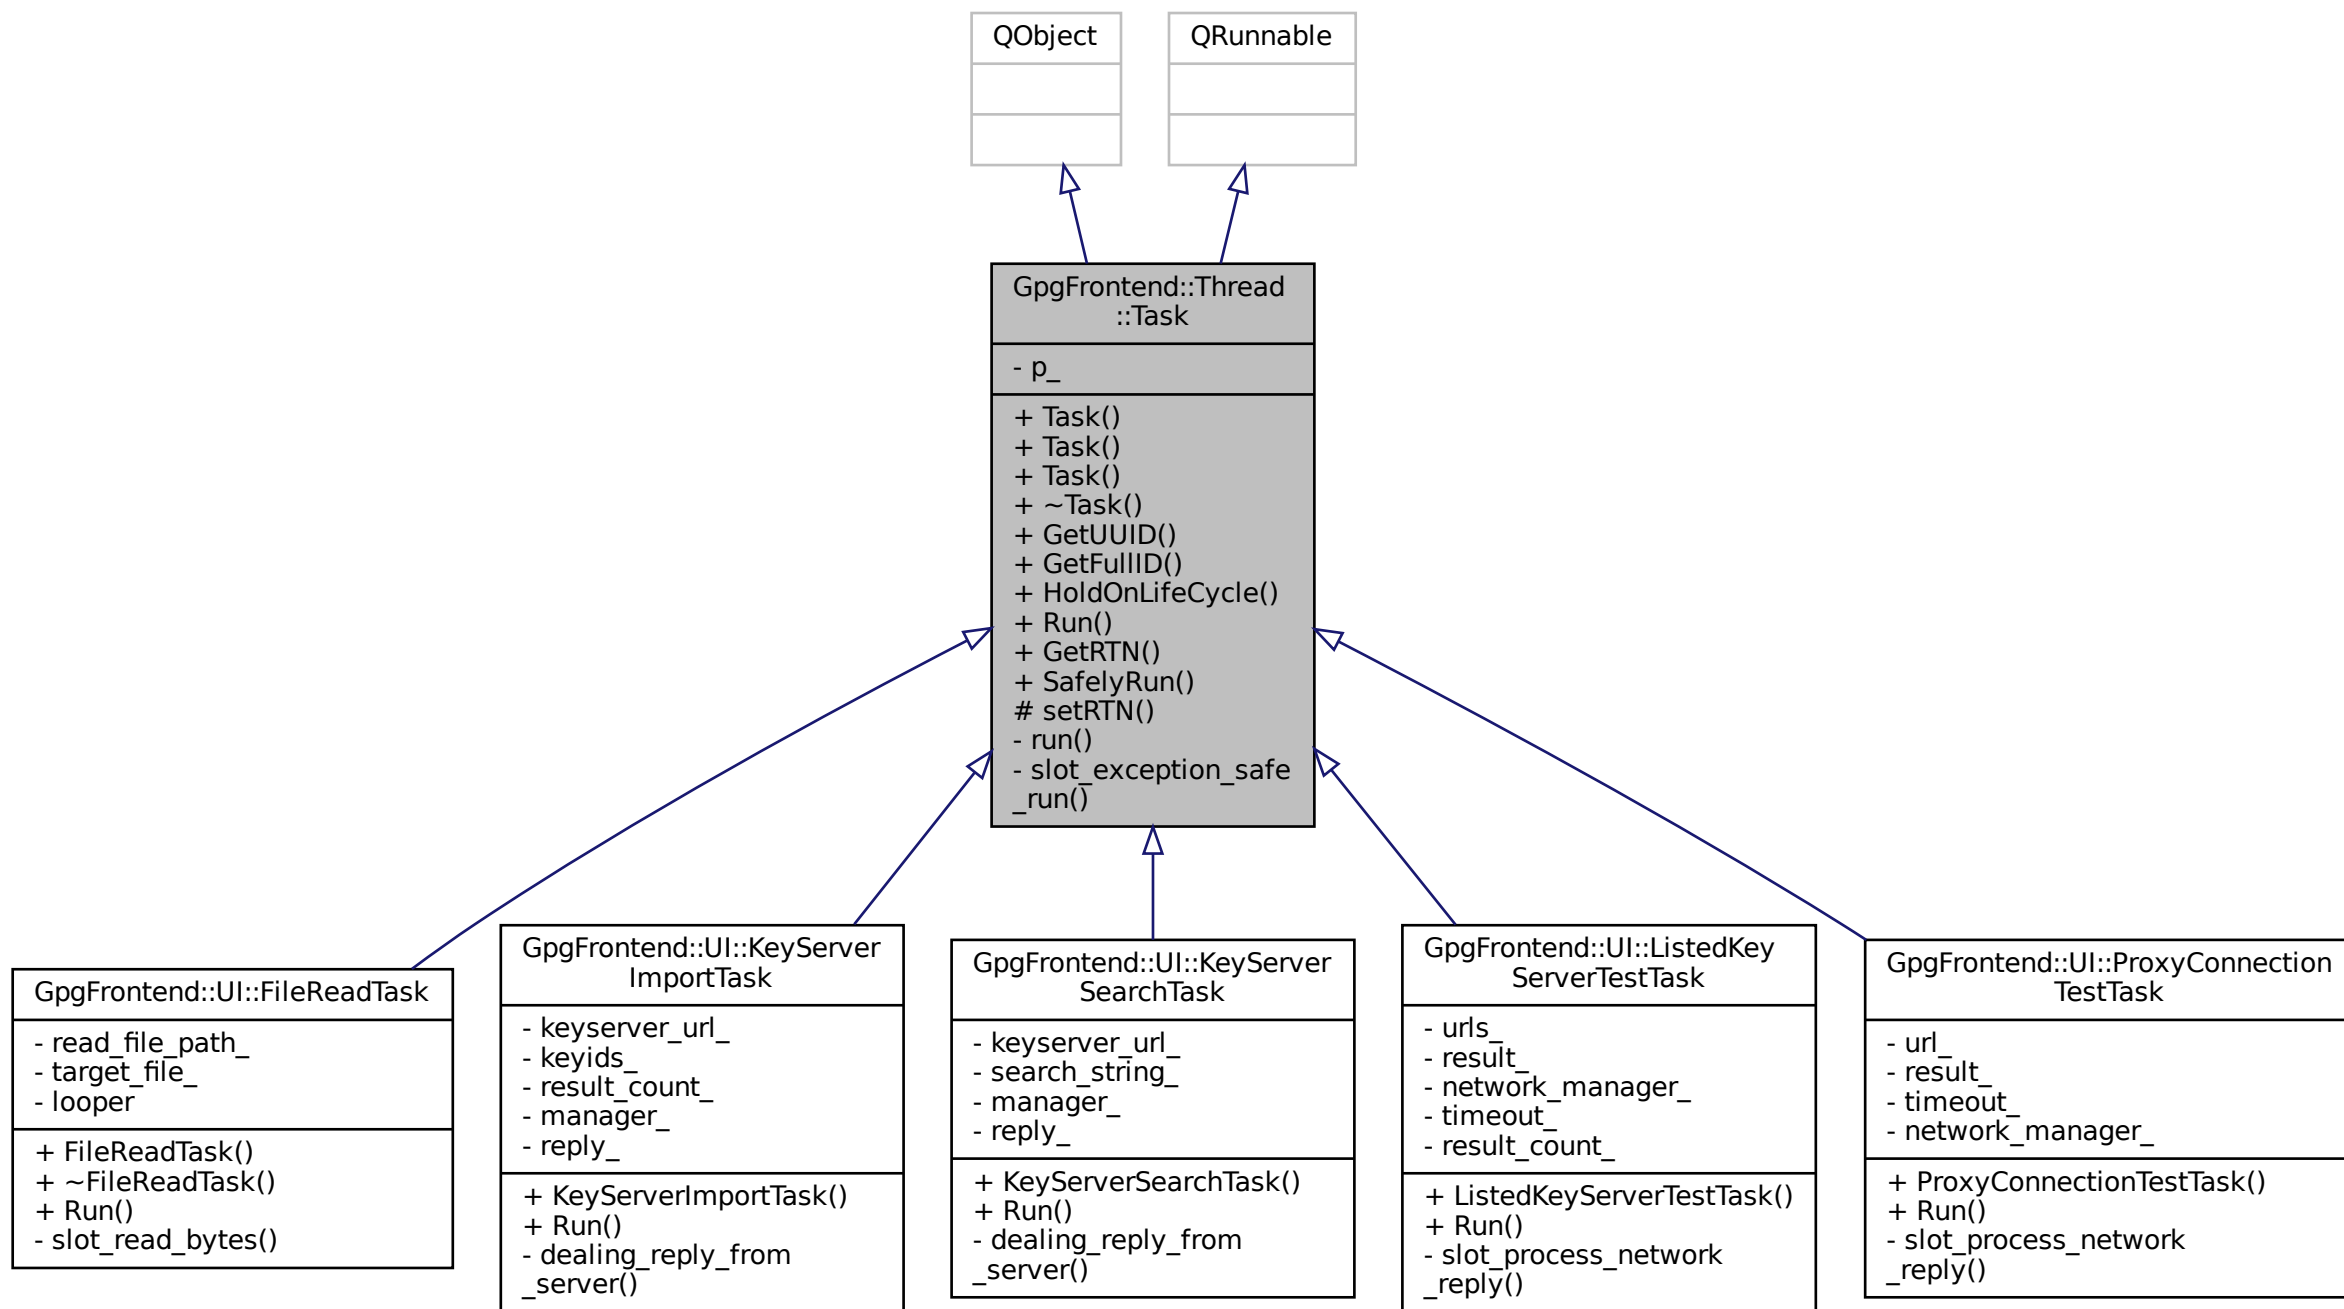 QObject
QRunnable
GpgFrontend::Thread
::Task
- p_
+ Task()
+ Task()
+ Task()
+ ~Task()
+ GetUUID()
+ GetFullID()
+ HoldOnLifeCycle()
+ Run()
+ GetRTN()
+ SafelyRun()
# setRTN()
- run()
- slot_exception_safe
_run()
GpgFrontend::UI::FileReadTask
- read_file_path_
- target_file_
- looper
+ FileReadTask()
+ ~FileReadTask()
+ Run()
- slot_read_bytes()
GpgFrontend::UI::KeyServer
ImportTask
- keyserver_url_
- keyids_
- result_count_
- manager_
- reply_
+ KeyServerImportTask()
+ Run()
- dealing_reply_from
_server()
GpgFrontend::UI::KeyServer
SearchTask
- keyserver_url_
- search_string_
- manager_
- reply_
+ KeyServerSearchTask()
+ Run()
- dealing_reply_from
_server()
GpgFrontend::UI::ListedKey
ServerTestTask
- urls_
- result_
- network_manager_
- timeout_
- result_count_
+ ListedKeyServerTestTask()
+ Run()
- slot_process_network
_reply()
GpgFrontend::UI::ProxyConnection
TestTask
- url_
- result_
- timeout_
- network_manager_
+ ProxyConnectionTestTask()
+ Run()
- slot_process_network
_reply()